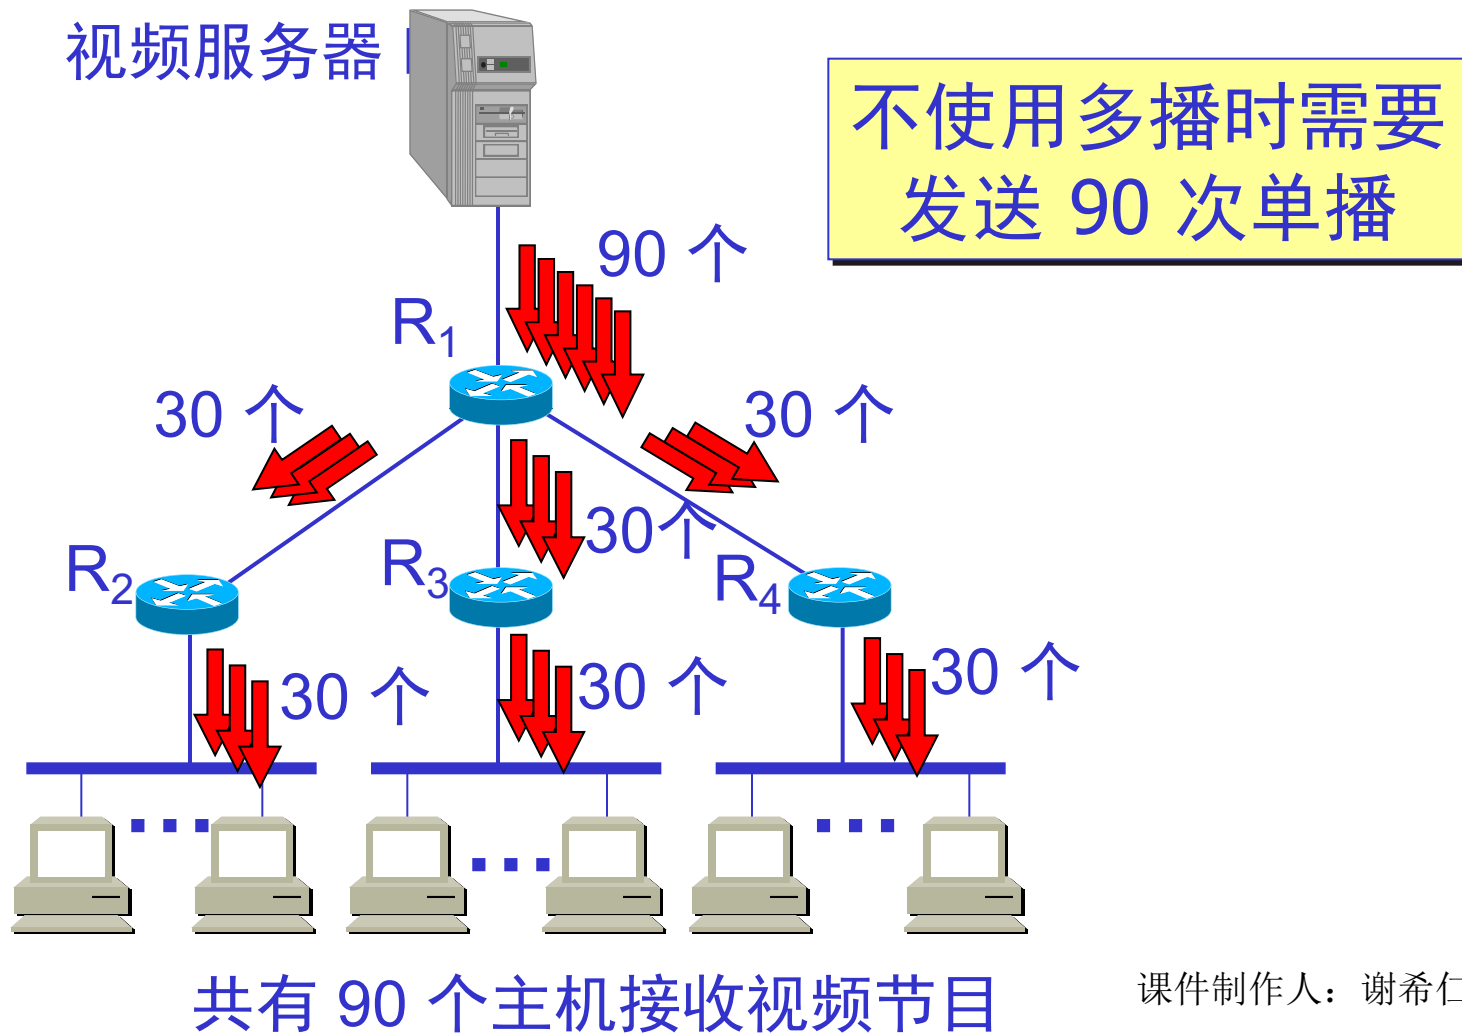 视频服务器
不使用多播时需要
发送 90 次单播
90 个
R1
30 个
30 个
30个
R2
R3
R4
30 个
30 个
30 个
共有 90 个主机接收视频节目
课件制作人：谢希仁